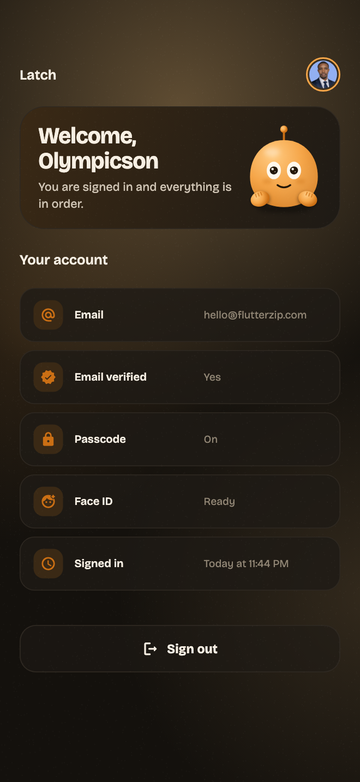 Latch
Welcome,
Olympicson
You are signed in and everything is
in order.
Your account
Email hello@flutterzip.com
Email verified Yes
Passcode On
Face ID Ready
Signed in Today at 11:44 PM
Sign out